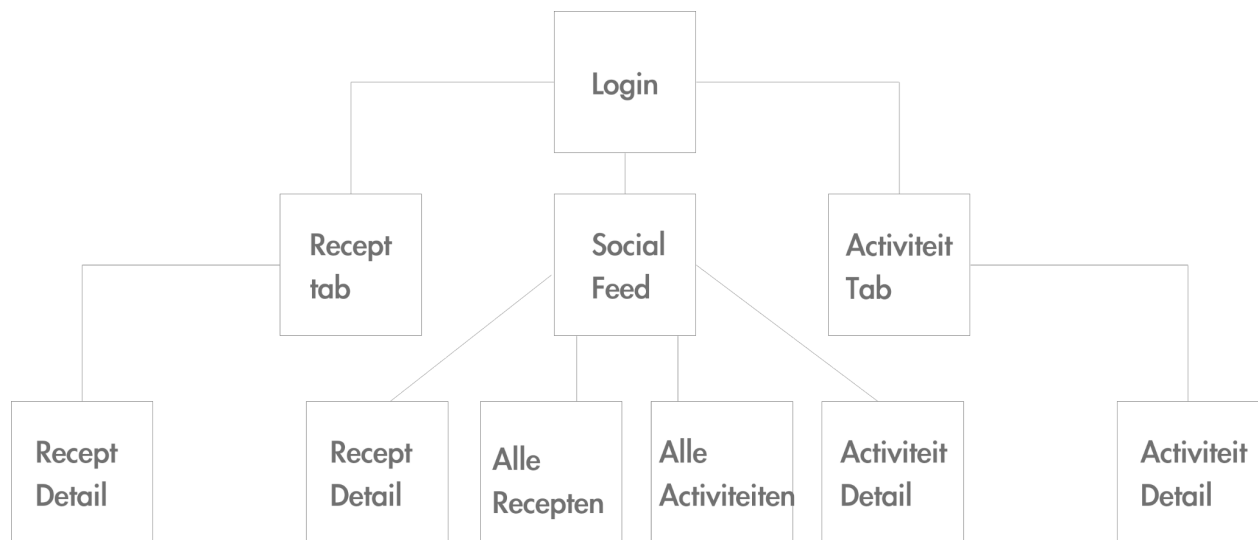 Login
Recept
tab
Social
Feed
Activiteit
Tab
Recept
Detail
Recept
Detail
Alle
Recepten
Alle
Activiteiten
Activiteit
Detail
Activiteit
Detail